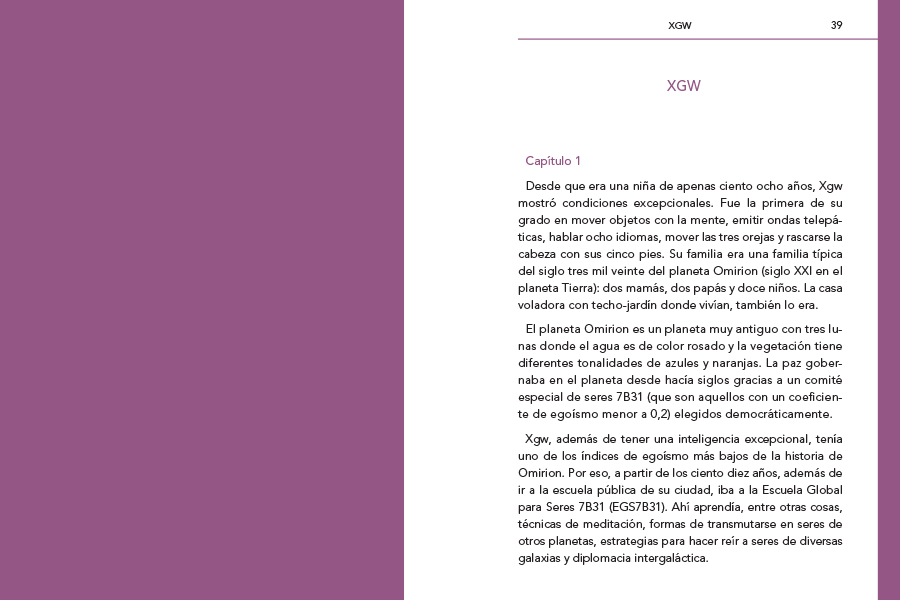 XGW 39
XGW
Capítulo 1
Desde que era una niña de apenas ciento ocho años, Xgw
mostró condiciones excepcionales. Fue la primera de su
grado en mover objetos con la mente, emitir ondas telepá-
ticas, hablar ocho idiomas, mover las tres orejas y rascarse la
cabeza con sus cinco pies. Su familia era una familia típica
del siglo tres mil veinte del planeta Omirion (siglo XXI en el
planeta Tierra): dos mamás, dos papás y doce niños. La casa
voladora con techo-jardín donde vivían, también lo era.
El planeta Omirion es un planeta muy antiguo con tres lu-
nas donde el agua es de color rosado y la vegetación tiene
diferentes tonalidades de azules y naranjas. La paz gober-
naba en el planeta desde hacía siglos gracias a un comité
especial de seres 7B31 (que son aquellos con un coeficien-
te de egoísmo menor a 0,2) elegidos democráticamente.
Xgw, además de tener una inteligencia excepcional, tenía
uno de los índices de egoísmo más bajos de la historia de
Omirion. Por eso, a partir de los ciento diez años, además de
ir a la escuela pública de su ciudad, iba a la Escuela Global
para Seres 7B31 (EGS7B31). Ahí aprendía, entre otras cosas,
técnicas de meditación, formas de transmutarse en seres de
otros planetas, estrategias para hacer reír a seres de diversas
galaxias y diplomacia intergaláctica.